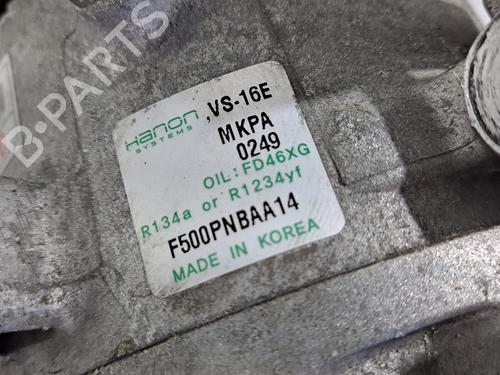 B-PARTS
Hanon
SYSTEMS
,VS-16E
MKPA
0249
OIL:FD46XG
R134a or R1234yf
F500PNBAA14
MADE IN KOREA